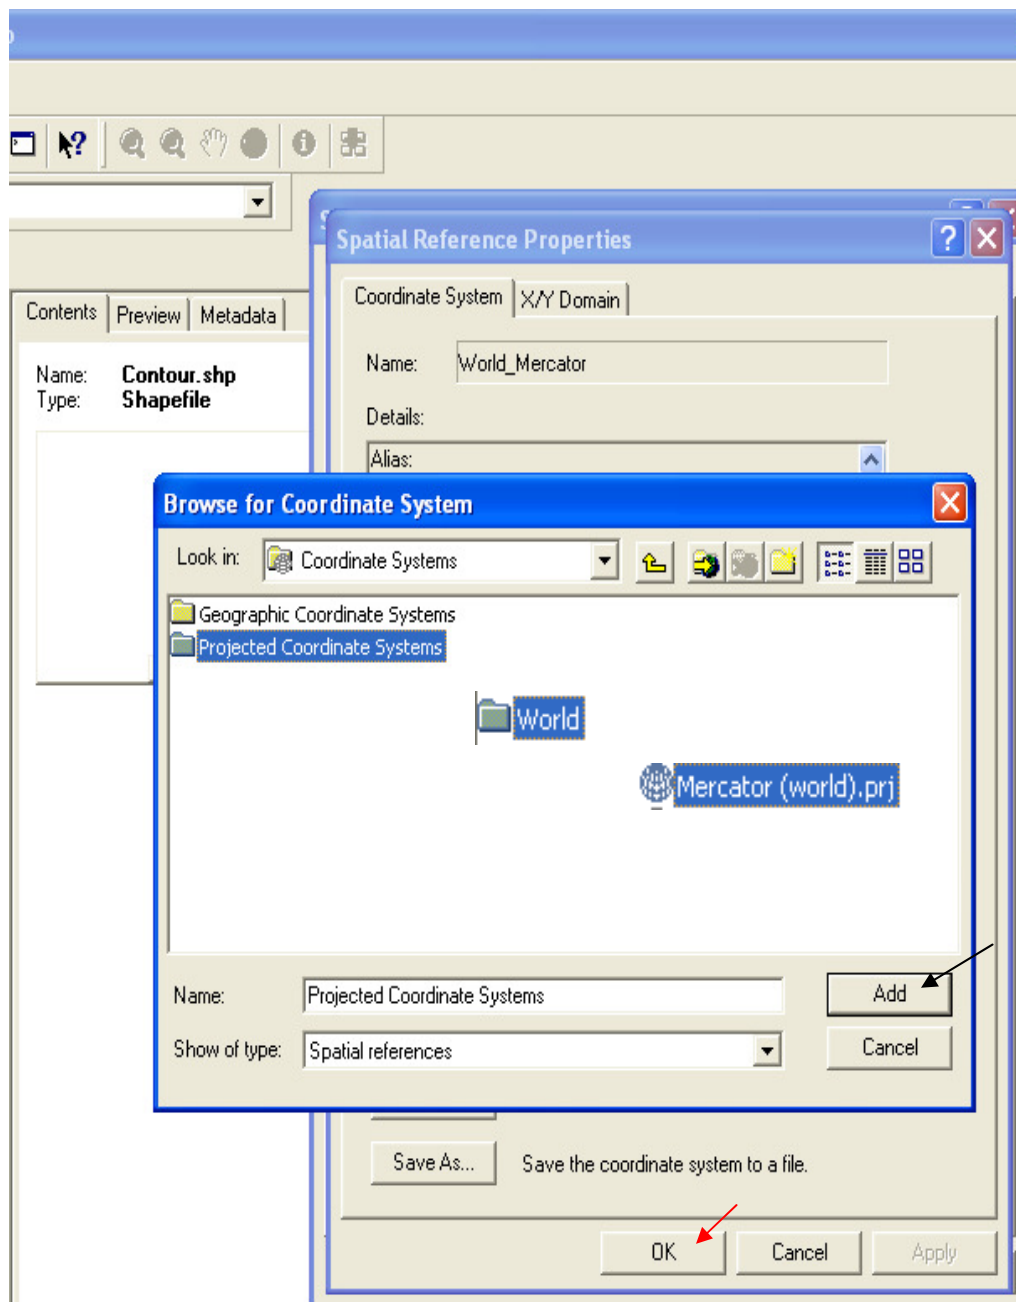 Spatial Reference Properties
Coordinate System
X/Y Domain
Contents
Preview
Metadata
Name: World_Mercator
Name: Contour.shp
Type: Shapefile
Details:
Alias:
Browse for Coordinate System
Look in: Coordinate Systems
Geographic Coordinate Systems
Projected Coordinate Systems
World
Mercator (world).prj
Name: Projected Coordinate Systems
Add
Show of type: Spatial references
Cancel
Save As... Save the coordinate system to a file.
OK
Cancel
Apply